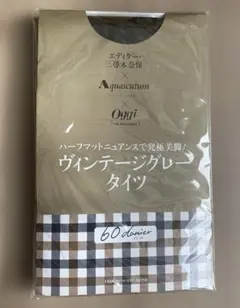 エディター・
三尋木奈保
×
Aquascutum
×
Oggi
ハーフマットニュアンスで究極美脚!
ヴィンテージグレー
タイツ
60 denier